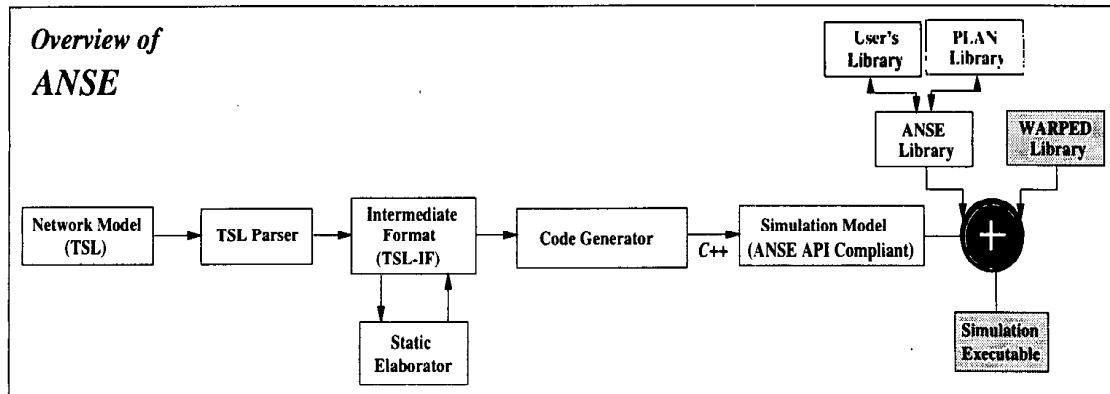 Overview of
ANSE
User's
Library
PLAN
Library
ANSE
Library
WARPED
Library
Network Model
(TSL)
TSL Parser
Intermediate
Format
(TSL-IF)
Code Generator
C++
Simulation Model
(ANSE API Compliant)
+
Static
Elaborator
Simulation
Executable